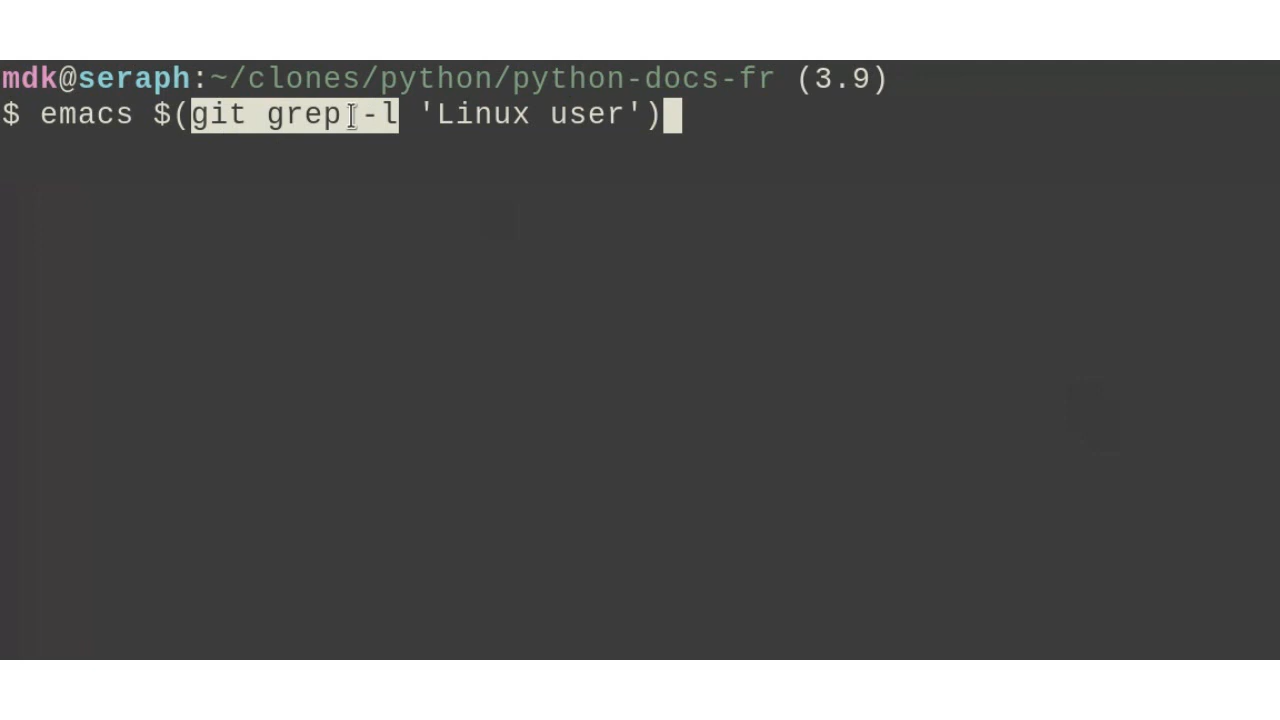 mdk@seraph:~/clones/python/python-docs-fr (3.9)
$ emacs $(git grep -l 'Linux user')